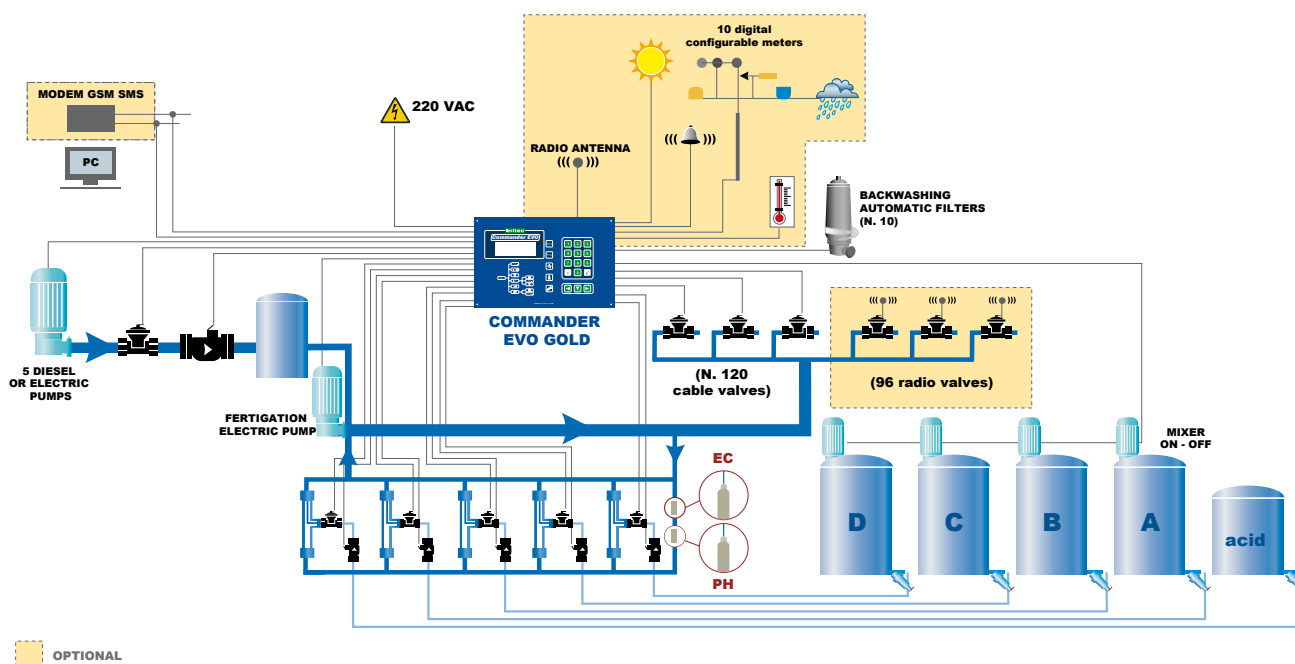 10 digital
configurable meters
MODEM GSM SMS
220 VAC
RADIO ANTENNA
PC
BACKWASHING
AUTOMATIC FILTERS
(N. 10)
Commander EVO
COMMANDER
EVO GOLD
5 DIESEL
OR ELECTRIC
PUMPS
(N. 120
cable valves)
(96 radio valves)
FERTIGATION
ELECTRIC PUMP
MIXER
ON - OFF
EC
PH
D
C
B
A
acid
OPTIONAL